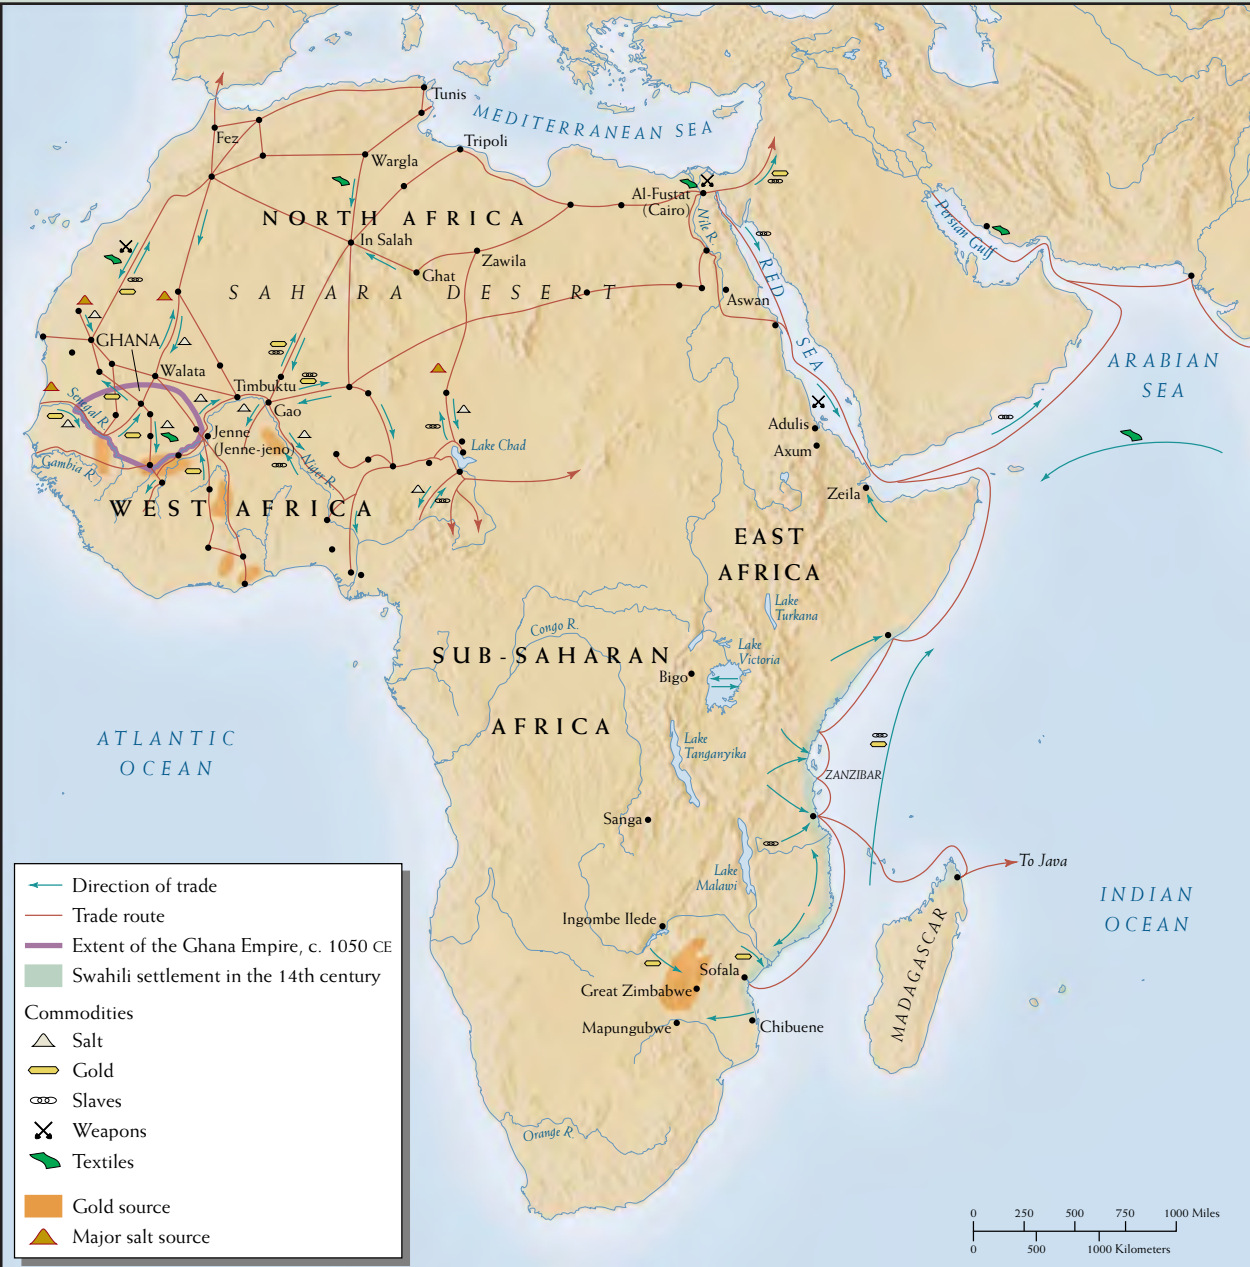 Tunis
MEDITERRANEAN SEA
Fez
Tripoli
Wargla
Al-Fustat
(Cairo)
Nile R.
Persian Gulf
NORTH AFRICA
In Salah
Zawila
Ghat
SAHARA DESERT
Aswan
RED SEA
ARABIAN
SEA
GHANA
Walata
Timbuktu
Gao
Senegal R.
Jenne
(Jenne-jeno)
Niger R.
Lake Chad
Gambia R.
Adulis
Axum
Zeila
WEST AFRICA
EAST
AFRICA
Lake
Turkana
Congo R.
SUB-SAHARAN
AFRICA
Lake
Victoria
Bigo
Lake
Tanganyika
ATLANTIC
OCEAN
ZANZIBAR
Sanga
Lake
Malawi
To Java
INDIAN
OCEAN
Ingombe Ilede
Sofala
Great Zimbabwe
Mapungubwe
Chibuene
MADAGASCAR
Orange R.
Direction of trade
Trade route
Extent of the Ghana Empire, c. 1050 CE
Swahili settlement in the 14th century
Commodities
Salt
Gold
Slaves
Weapons
Textiles
Gold source
Major salt source
0 250 500 750 1000 Miles
0 500 1000 Kilometers